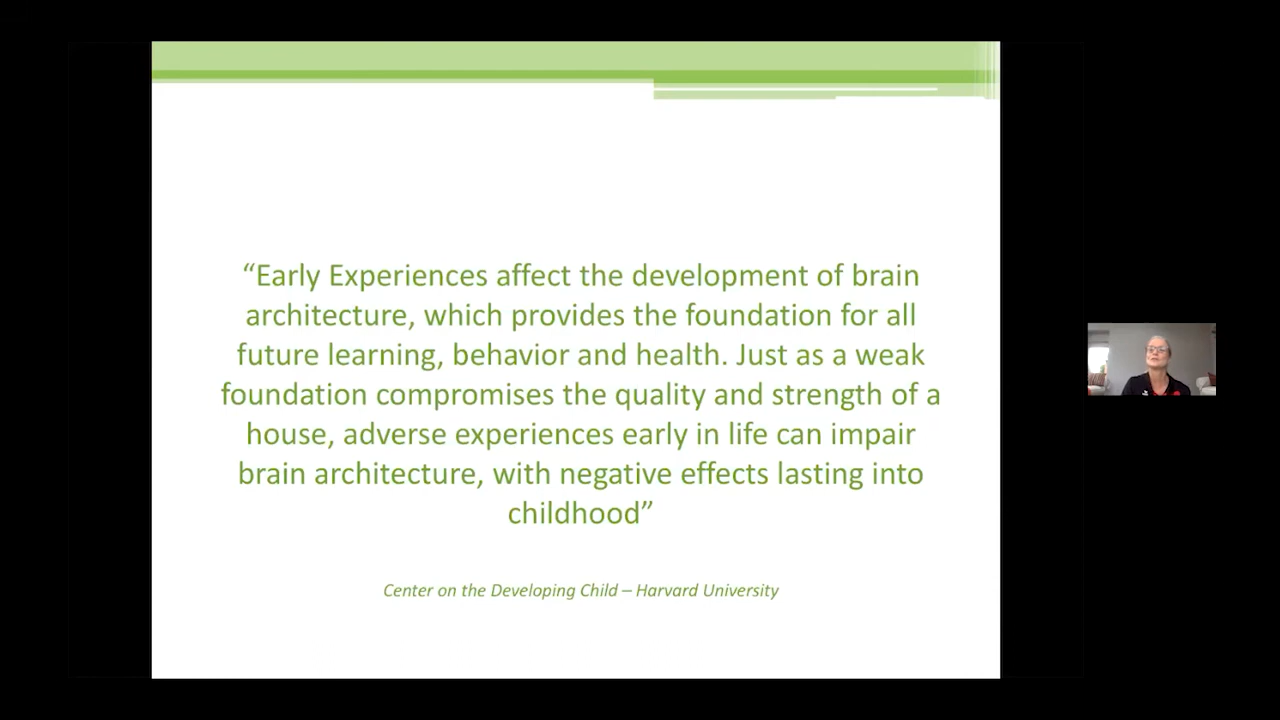 “Early Experiences affect the development of brain
architecture, which provides the foundation for all
future learning, behavior and health. Just as a weak
foundation compromises the quality and strength of a
house, adverse experiences early in life can impair
brain architecture, with negative effects lasting into
childhood”
Center on the Developing Child – Harvard University